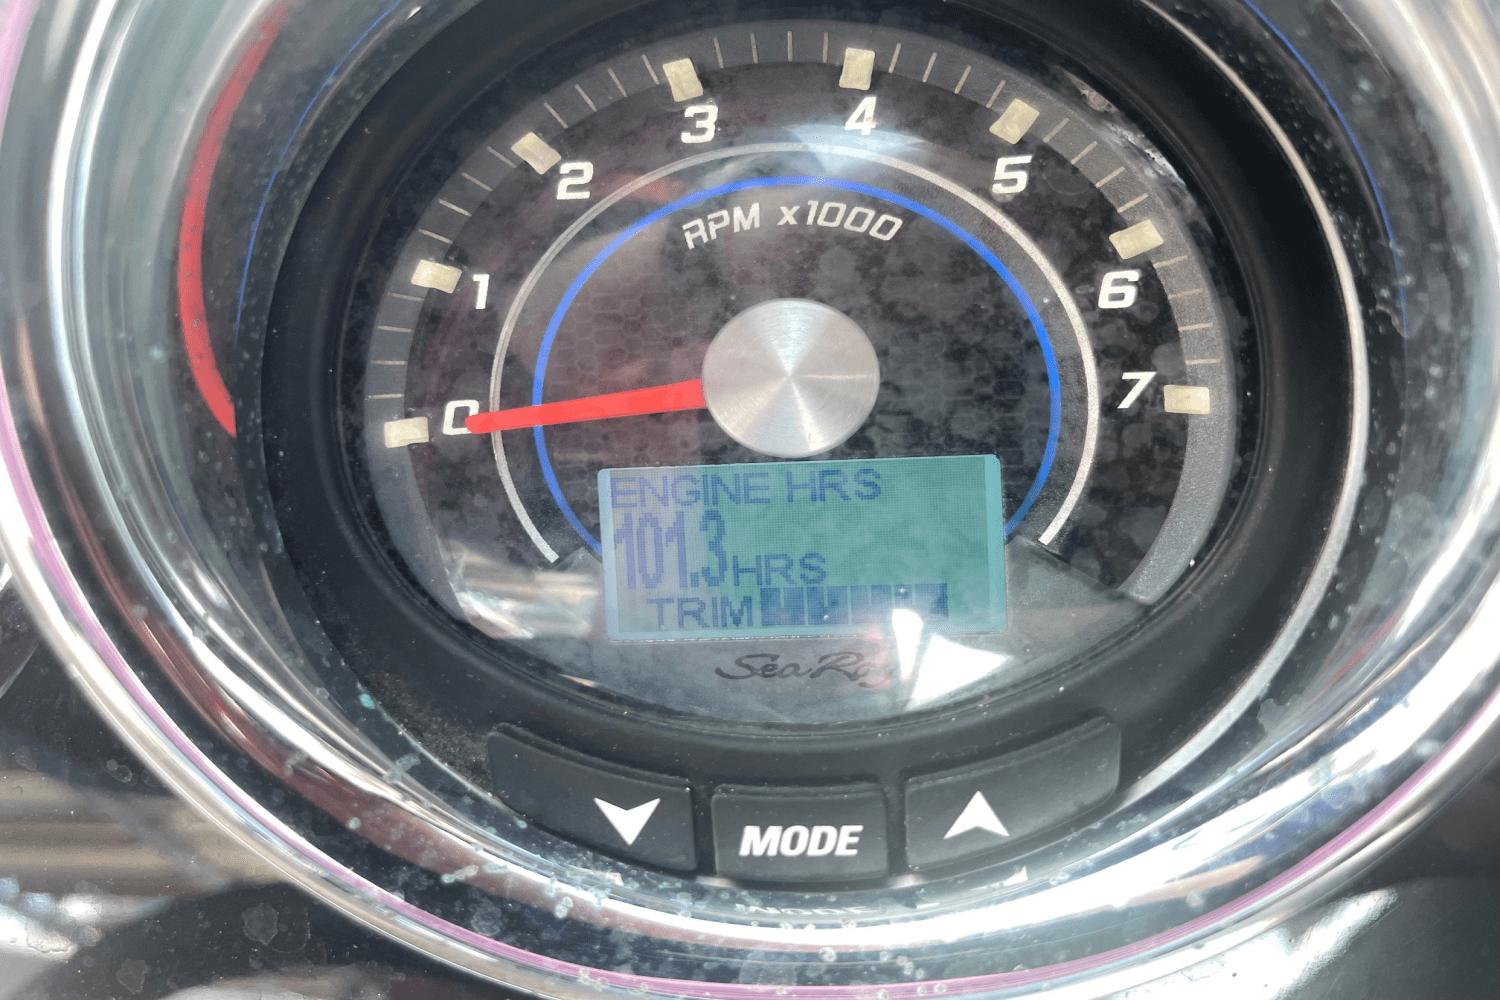 0
1
2
3
4
5
6
7
RPM x1000
ENGINE HRS
101.3 HRS
TRIM
Sea Ray
MODE